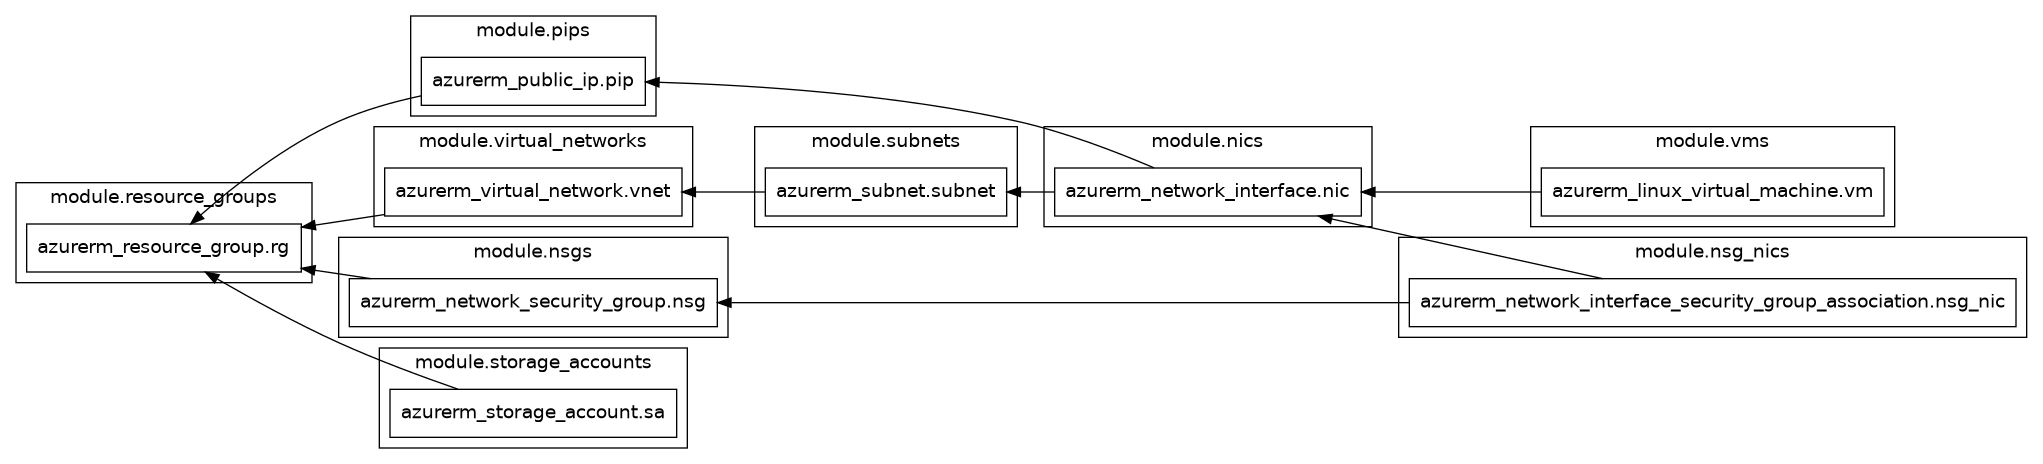 module.pips
azurerm_public_ip.pip
module.virtual_networks
azurerm_virtual_network.vnet
module.subnets
azurerm_subnet.subnet
module.nics
azurerm_network_interface.nic
module.vms
azurerm_linux_virtual_machine.vm
module.resource_groups
azurerm_resource_group.rg
module.nsgs
azurerm_network_security_group.nsg
module.nsg_nics
azurerm_network_interface_security_group_association.nsg_nic
module.storage_accounts
azurerm_storage_account.sa